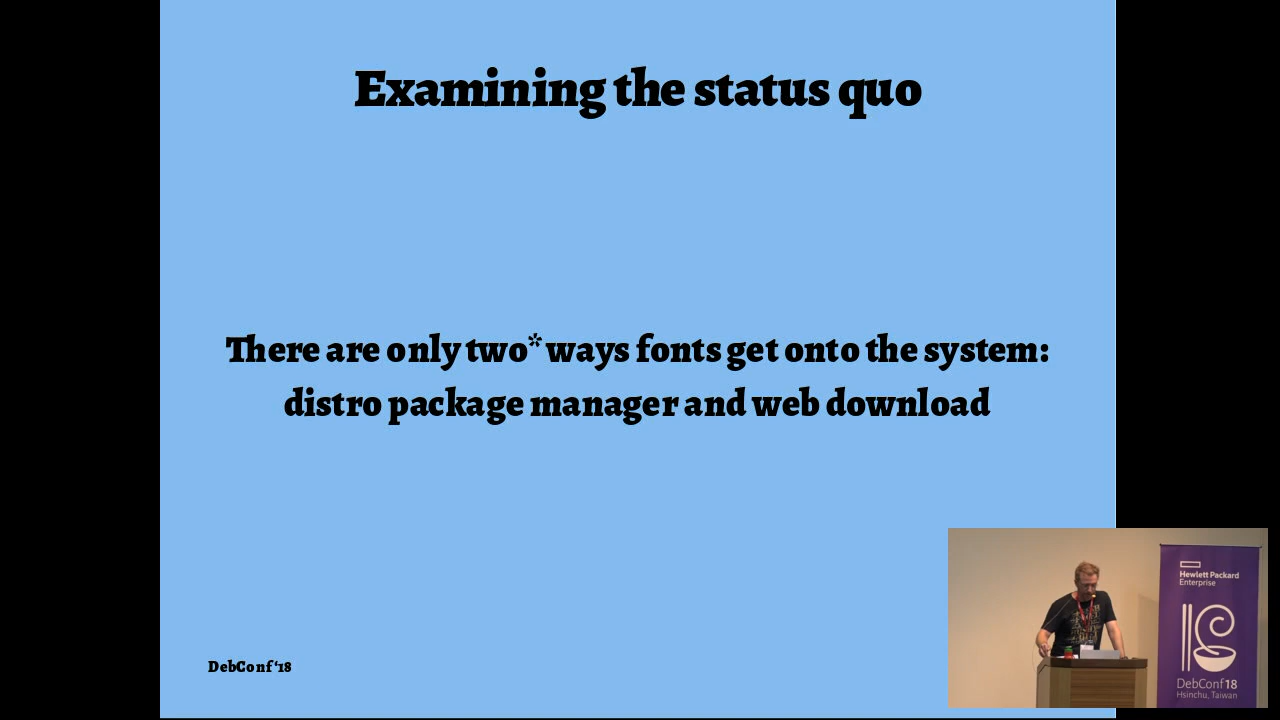 Examining the status quo
There are only two* ways fonts get onto the system:
distro package manager and web download
DebConf‘18
Hewlett Packard
Enterprise
DebConf18
Hsinchu, Taiwan